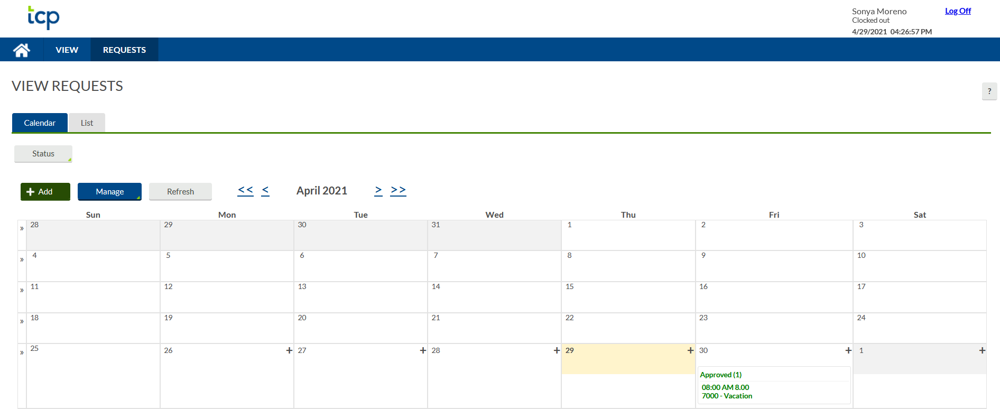 tcp
Sonya Moreno
Log Off
Clocked out
4/29/2021 04:26:57 PM
VIEW
REQUESTS
VIEW REQUESTS
?
Calendar
List
Status
+ Add
Manage
Refresh
<< < April 2021 > >>
Sun Mon Tue Wed Thu Fri Sat
» 28 29 30 31 1 2 3
» 4 5 6 7 8 9 10
» 11 12 13 14 15 16 17
» 18 19 20 21 22 23 24
» 25 26 + 27 + 28 + 29 + 30 + 1 +
Approved (1)
08:00 AM 8.00
7000 - Vacation